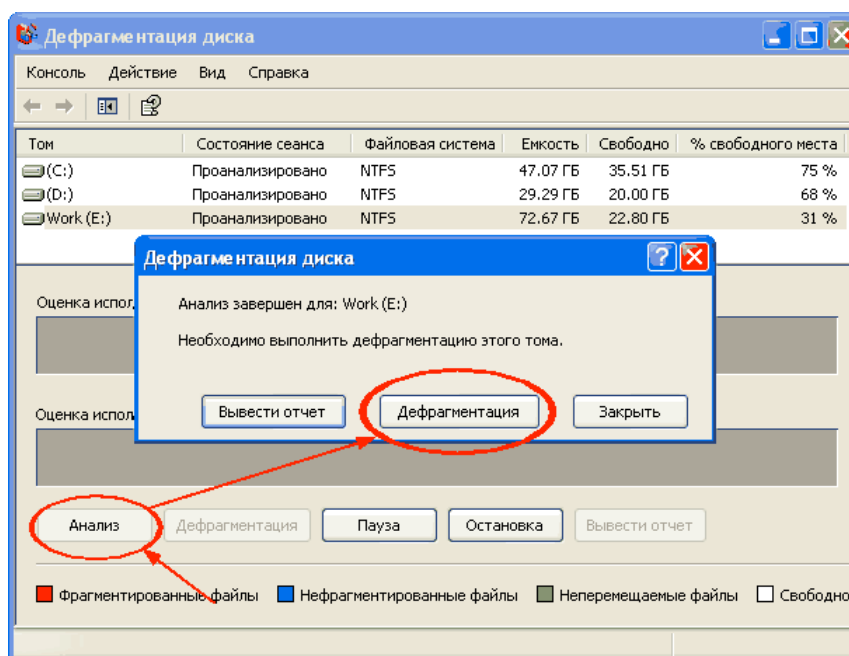 Дефрагментация диска
Консоль Действие Вид Справка
Том Состояние сеанса Файловая система Емкость Свободно % свободного места
(C:) Проанализировано NTFS 47.07 ГБ 35.51 ГБ 75 %
(D:) Проанализировано NTFS 29.29 ГБ 20.00 ГБ 68 %
Work (E:) Проанализировано NTFS 72.67 ГБ 22.80 ГБ 31 %
Дефрагментация диска
Анализ завершен для: Work (E:)
Необходимо выполнить дефрагментацию этого тома.
Вывести отчет Дефрагментация Закрыть
Оценка
Оценка
Анализ Дефрагментация Пауза Остановка Вывести отчет
Фрагментированные файлы Нефрагментированные файлы Неперемещаемые файлы Свободно